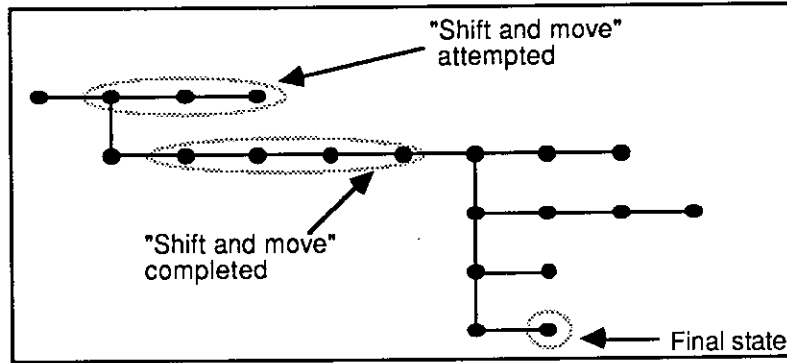 "Shift and move"
attempted
"Shift and move"
completed
Final state